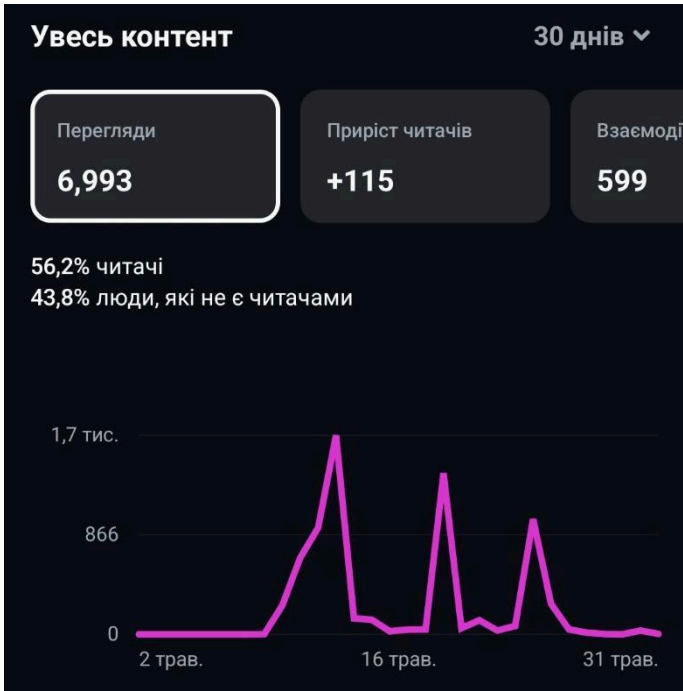 Увесь контент
30 днів
Перегляди
6,993
Приріст читачів
+115
Взаємоді
599
56,2% читачі
43,8% люди, які не є читачами
1,7 тис.
866
0
2 трав.
16 трав.
31 трав.